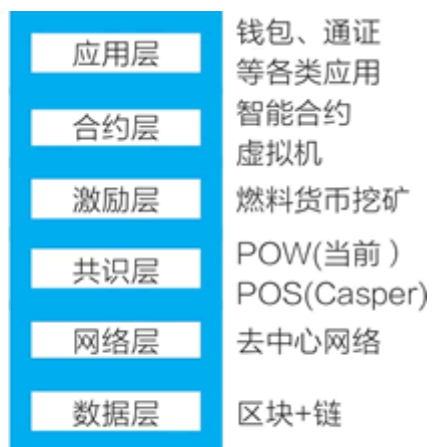 应用层
钱包、通证
等各类应用
合约层
智能合约
虚拟机
激励层
燃料货币挖矿
共识层
POW(当前）
POS(Casper)
网络层
去中心网络
数据层
区块+链